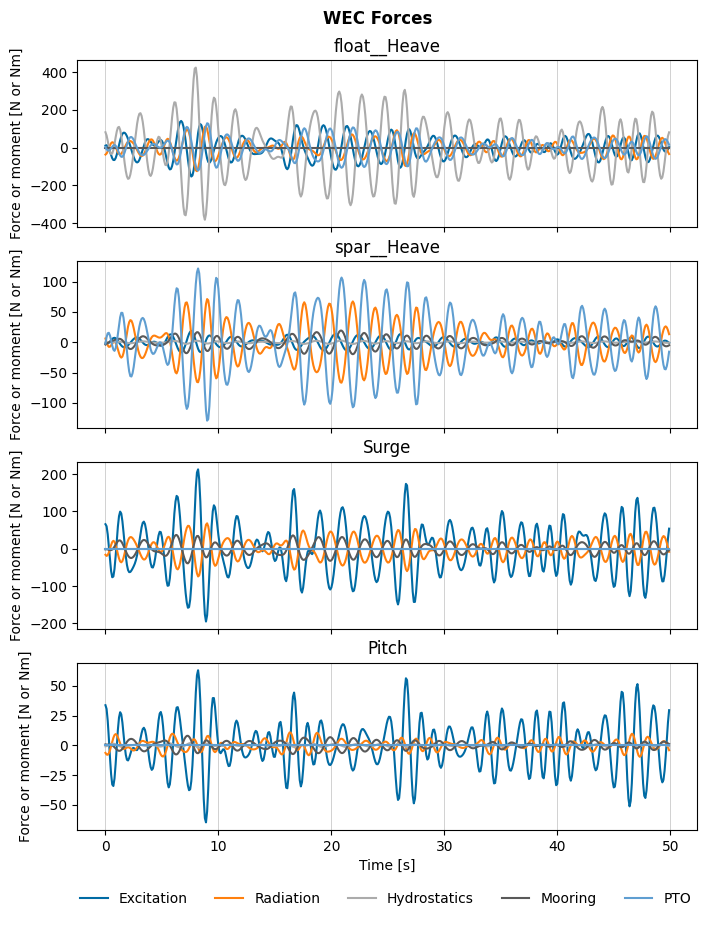 WEC Forces
float__Heave
Force or moment [N or Nm]
400
200
0
−200
−400
spar__Heave
Force or moment [N or Nm]
100
50
0
−50
−100
Surge
Force or moment [N or Nm]
200
100
0
−100
−200
Pitch
Force or moment [N or Nm]
50
25
0
−25
−50
0 10 20 30 40 50
Time [s]
Excitation Radiation Hydrostatics Mooring PTO